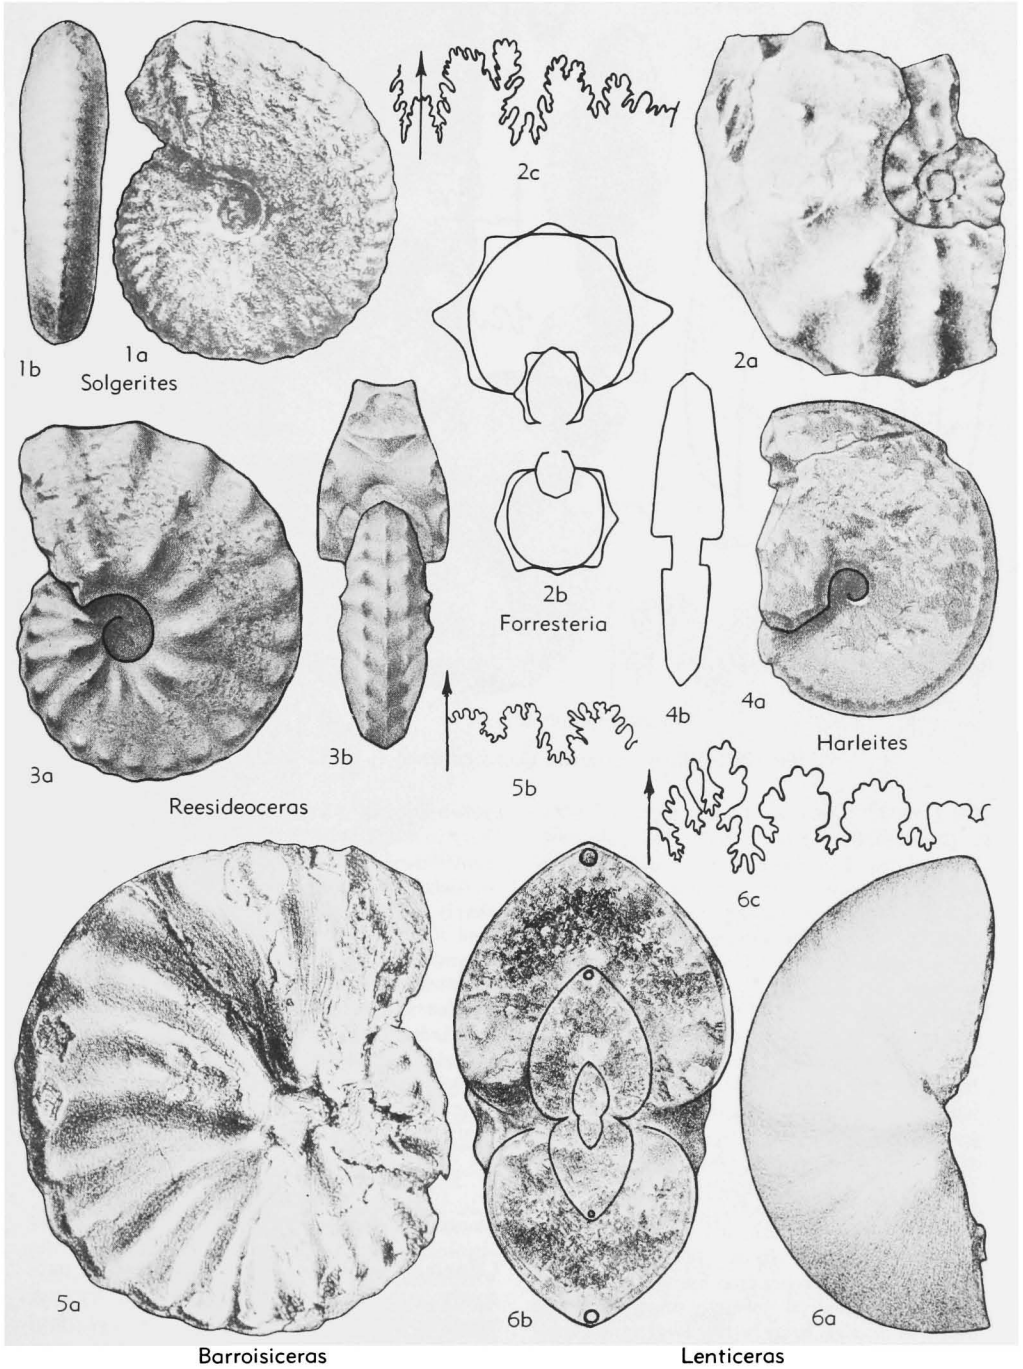 2c
1b
1a
Solgerites
2a
2b
Forresteria
3a
3b
Reesideoceras
4b
4a
Harleites
5b
6c
5a
6b
6a
Barroisiceras
Lenticeras